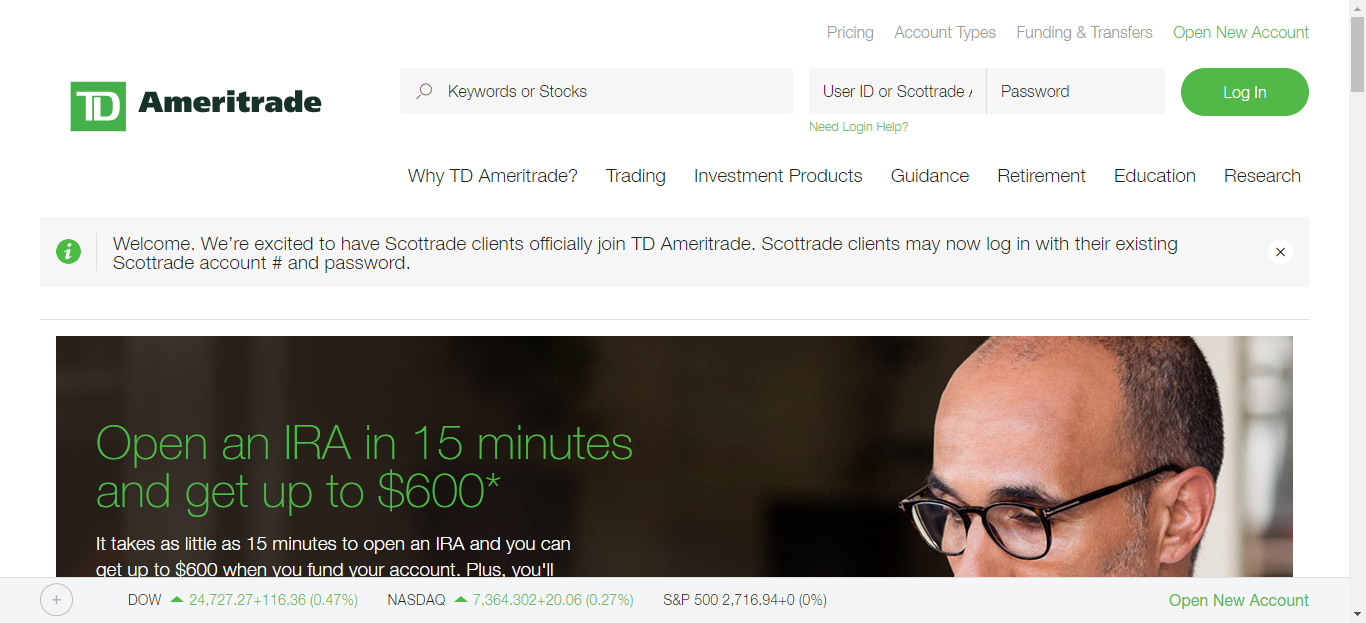 Pricing Account Types Funding & Transfers Open New Account
TD Ameritrade
Keywords or Stocks
User ID or Scottrade
Password
Log In
Need Login Help?
Why TD Ameritrade? Trading Investment Products Guidance Retirement Education Research
Welcome. We're excited to have Scottrade clients officially join TD Ameritrade. Scottrade clients may now log in with their existing
Scottrade account # and password.
Open an IRA in 15 minutes
and get up to $600*
It takes as little as 15 minutes to open an IRA and you can
get up to $600 when you fund your account. Plus, you'll
DOW 24,727.27+116.36 (0.47%) NASDAQ 7,364.302+20.06 (0.27%) S&P 500 2,716.94+0 (0%) Open New Account